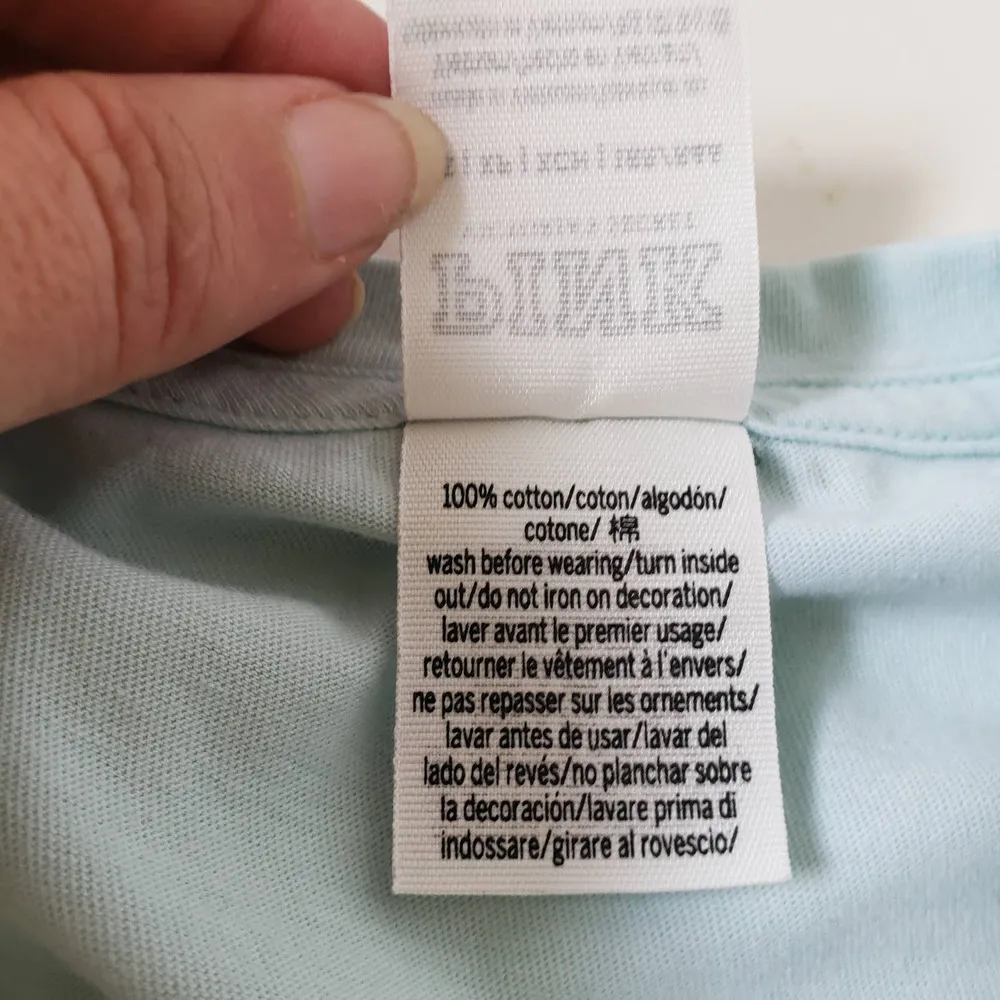 PINK
100% cotton/coton/algodón/
cotone/ 棉
wash before wearing/turn inside
out/do not iron on decoration/
laver avant le premier usage/
retourner le vêtement à l'envers/
ne pas repasser sur les ornements/
lavar antes de usar/lavar del
lado del revés/no planchar sobre
la decoración/lavare prima di
indossare/girare al rovescio/